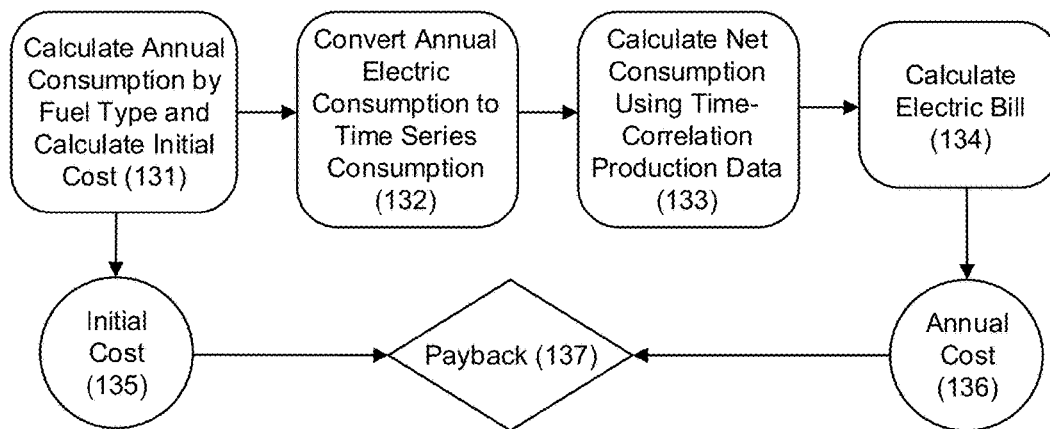 Calculate Annual
Consumption by
Fuel Type and
Calculate Initial
Cost (131)
Convert Annual
Electric
Consumption to
Time Series
Consumption
(132)
Calculate Net
Consumption
Using Time-
Correlation
Production Data
(133)
Calculate
Electric Bill
(134)
Initial
Cost
(135)
Payback (137)
Annual
Cost
(136)